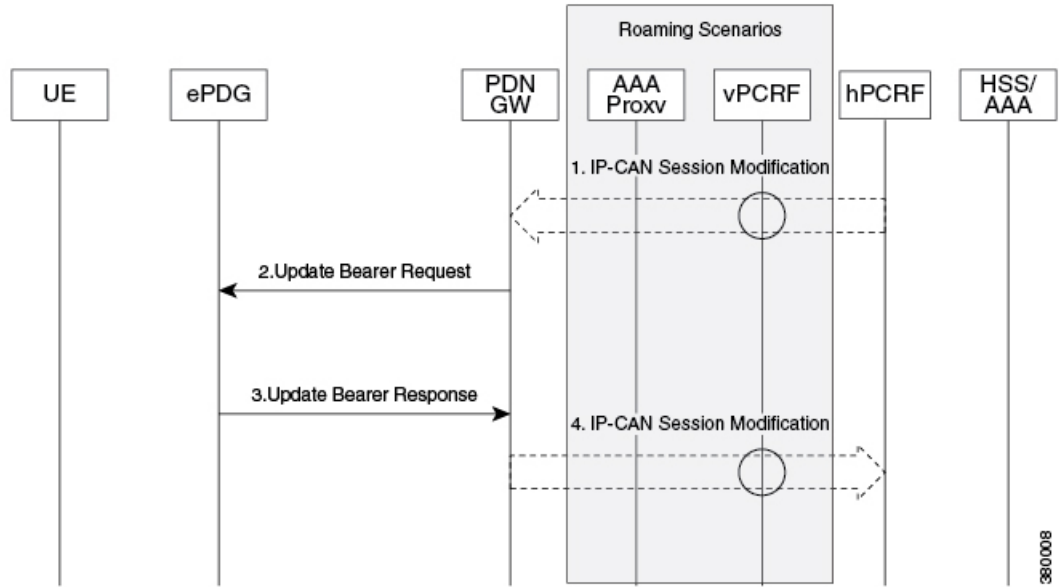 Roaming Scenarios
UE
ePDG
PDN
GW
AAA
Proxv
vPCRF
hPCRF
HSS/
AAA
1. IP-CAN Session Modification
2.Update Bearer Request
3.Update Bearer Response
4. IP-CAN Session Modification
380008